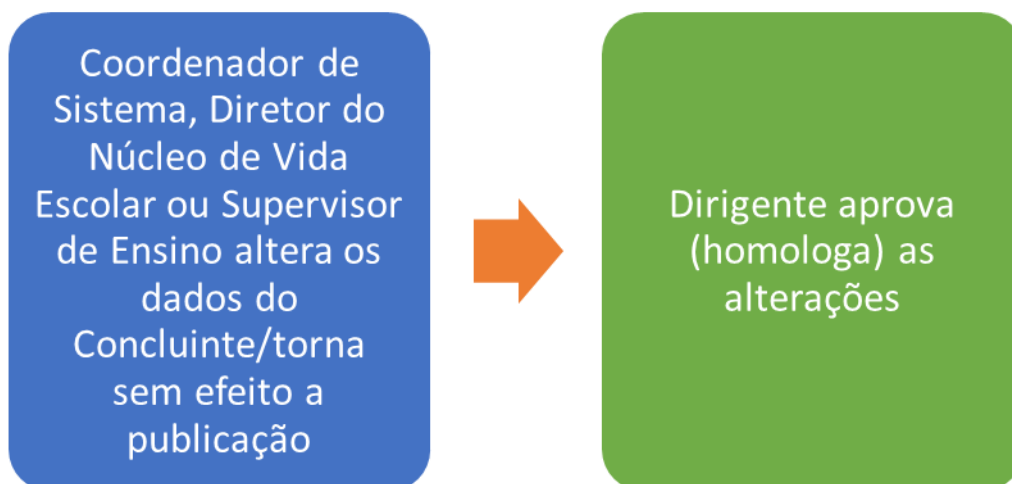 Coordenador de
Sistema, Diretor do
Núcleo de Vida
Escolar ou Supervisor
de Ensino altera os
dados do
Concluinte/torna
sem efeito a
publicação
Dirigente aprova
(homologa) as
alterações